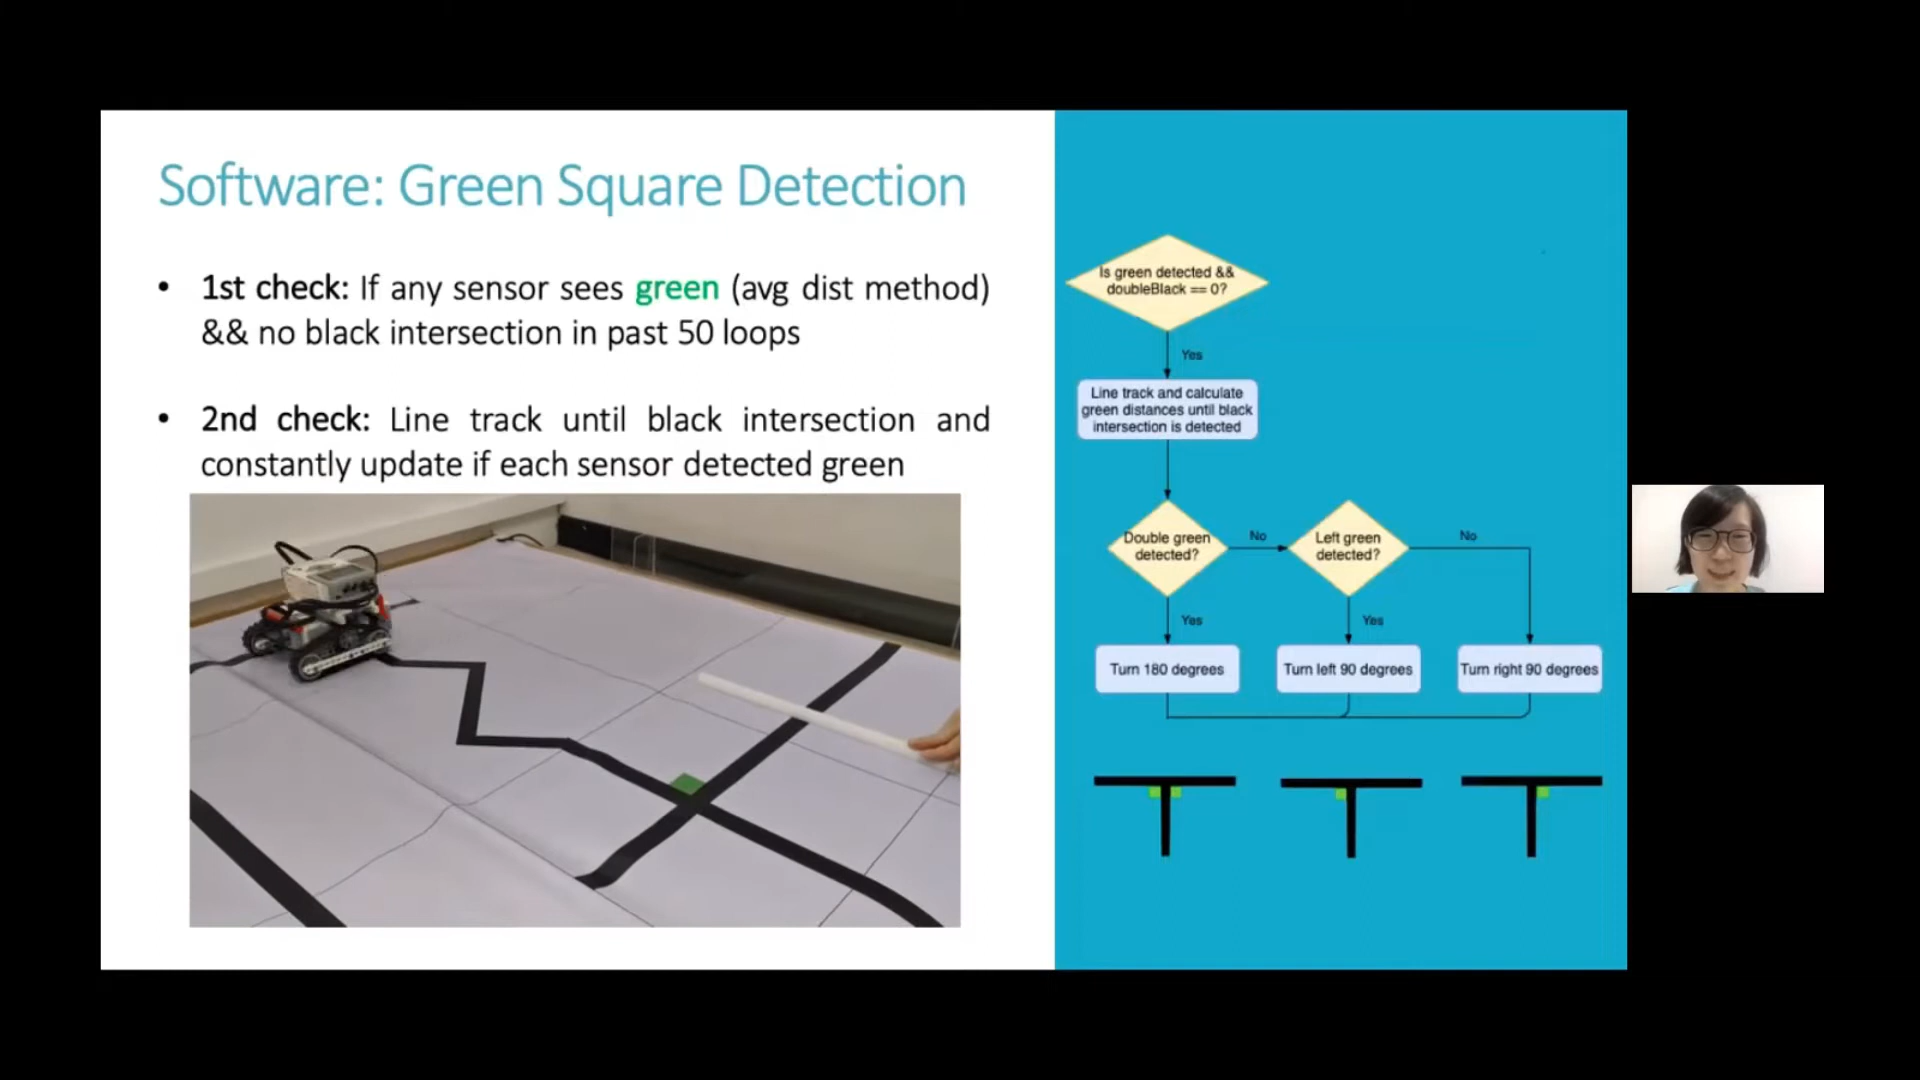 Software: Green Square Detection
• 1st check: If any sensor sees green (avg dist method)
&& no black intersection in past 50 loops
• 2nd check: Line track until black intersection and
constantly update if each sensor detected green
Is green detected &&
doubleBlack == 0?
Yes
Line track and calculate
green distances until black
intersection is detected
Double green
detected?
No
Left green
detected?
No
Yes
Yes
Turn 180 degrees
Turn left 90 degrees
Turn right 90 degrees